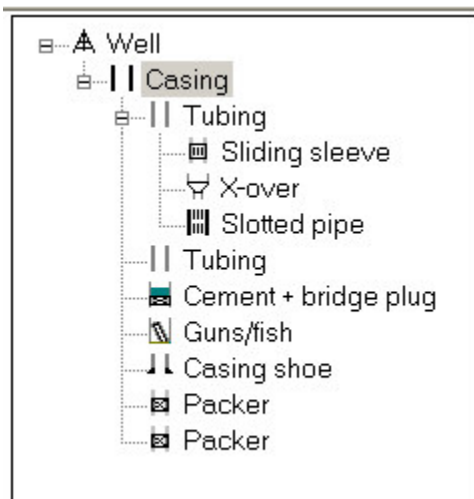 Well
Casing
Tubing
Sliding sleeve
X-over
Slotted pipe
Tubing
Cement + bridge plug
Guns/fish
Casing shoe
Packer
Packer